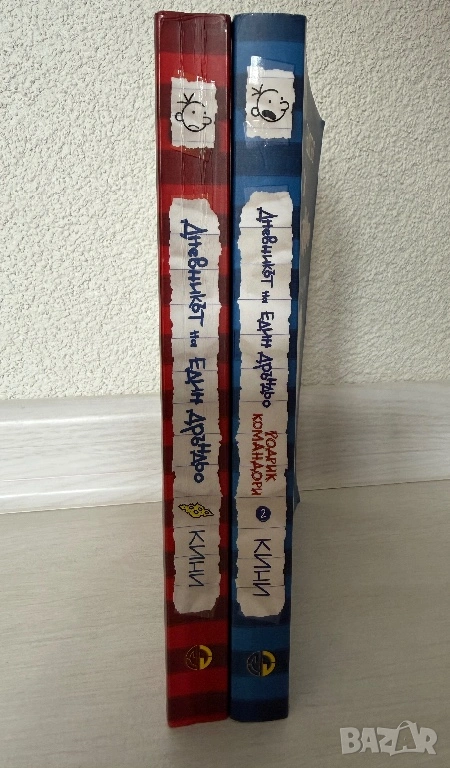 Дневникът на Един Дръндьо
КИНИ
Дневникът на Един Дръндьо
РОДРИК
КОМАНДОРИ
2
КИНИ
BAZAR